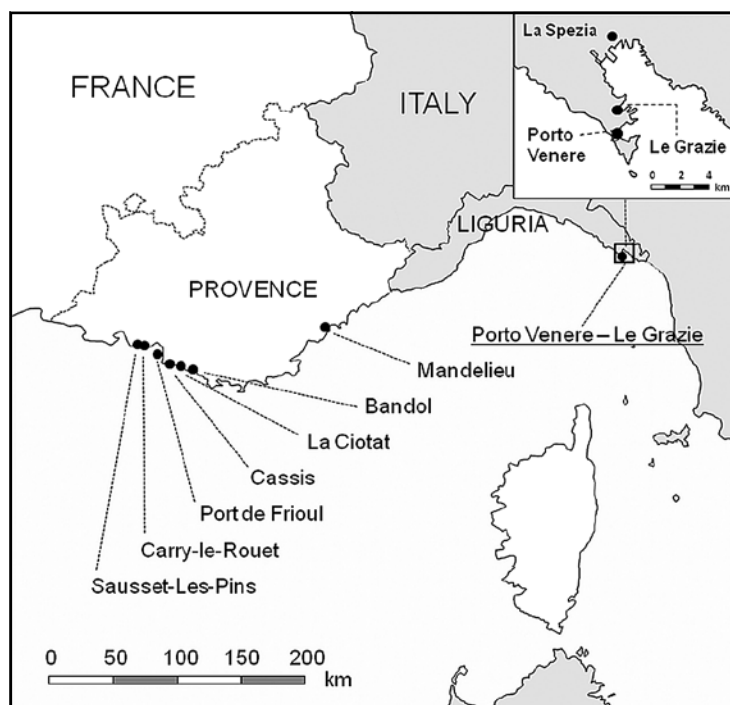 FRANCE
ITALY
La Spezia
Porto
Venere
Le Grazie
0 2 4 km
LIGURIA
PROVENCE
Porto Venere – Le Grazie
Mandelieu
Bandol
La Ciotat
Cassis
Port de Frioul
Carry-le-Rouet
Sausset-Les-Pins
0 50 100 150 200
km